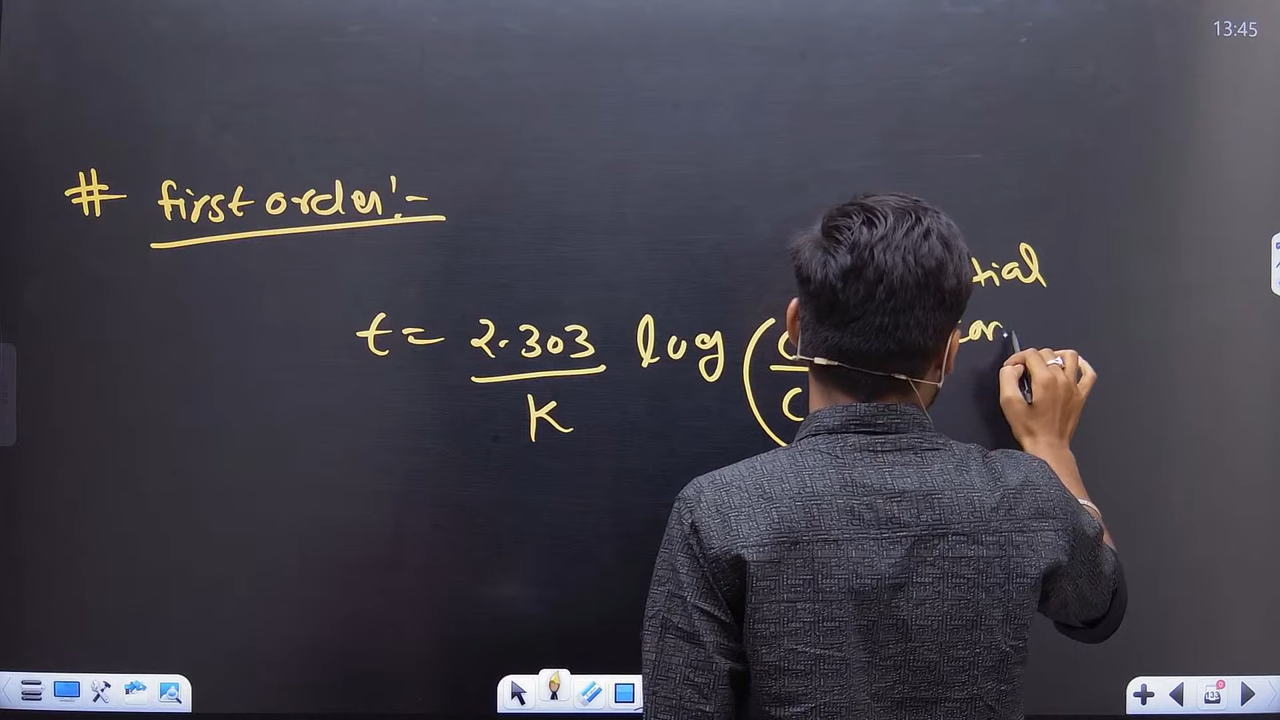 13:45
# first order:-
tial
t = 2.303 / K log ( C / C